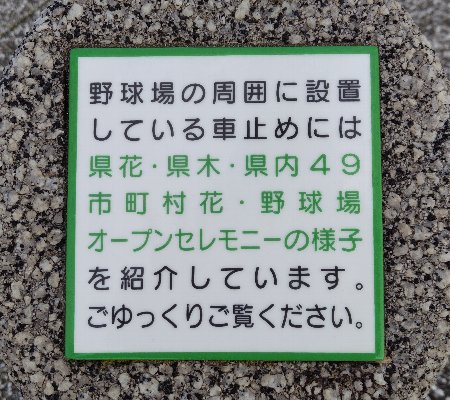 野球場の周囲に設置
している車止めには
県花・県木・県内49
市町村花・野球場
オープンセレモニーの様子
を紹介しています。
ごゆっくりご覧ください。